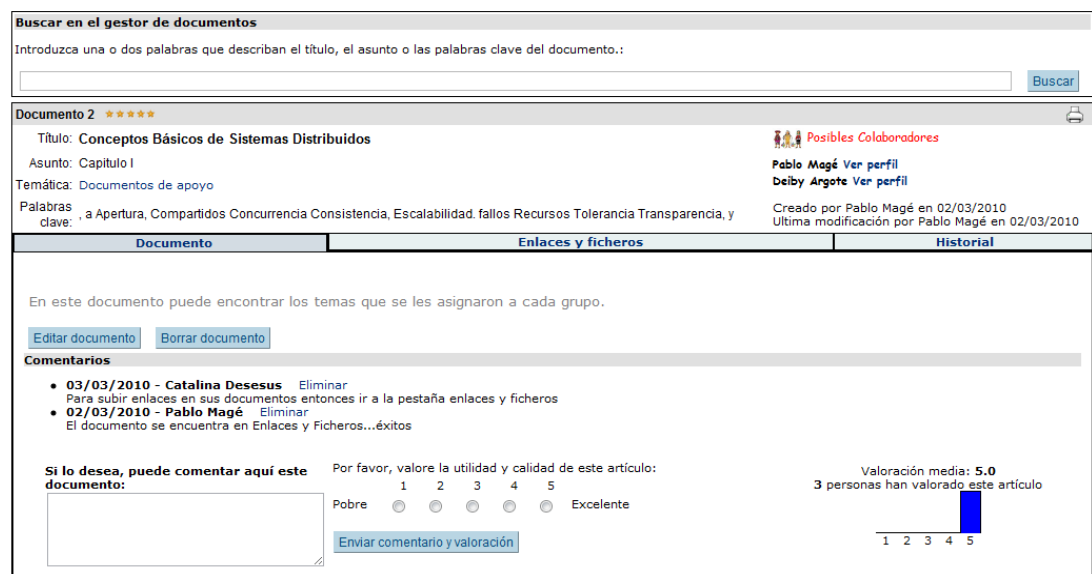 Buscar en el gestor de documentos
Introduzca una o dos palabras que describan el título, el asunto o las palabras clave del documento.:
Buscar
Documento 2
Título: Conceptos Básicos de Sistemas Distribuidos
Posibles Colaboradores
Asunto: Capitulo I
Pablo Magé Ver perfil
Temática: Documentos de apoyo
Deiby Argote Ver perfil
Palabras clave: , a Apertura, Compartidos Concurrencia Consistencia, Escalabilidad. fallos Recursos Tolerancia Transparencia, y
Creado por Pablo Magé en 02/03/2010
Ultima modificación por Pablo Magé en 02/03/2010
Documento
Enlaces y ficheros
Historial
En este documento puede encontrar los temas que se les asignaron a cada grupo.
Editar documento
Borrar documento
Comentarios
03/03/2010 - Catalina Desesus Eliminar
Para subir enlaces en sus documentos entonces ir a la pestaña enlaces y ficheros
02/03/2010 - Pablo Magé Eliminar
El documento se encuentra en Enlaces y Ficheros...éxitos
Si lo desea, puede comentar aquí este
documento:
Por favor, valore la utilidad y calidad de este artículo:
1 2 3 4 5
Pobre Excelente
Enviar comentario y valoración
Valoración media: 5.0
3 personas han valorado este artículo
1 2 3 4 5